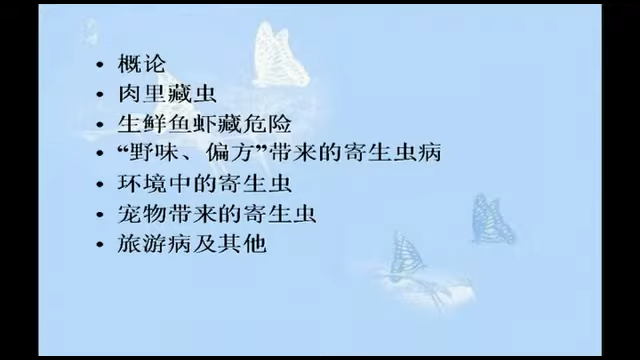 • 概论
• 肉里藏虫
• 生鲜鱼虾藏危险
• “野味、偏方”带来的寄生虫病
• 环境中的寄生虫
• 宠物带来的寄生虫
• 旅游病及其他